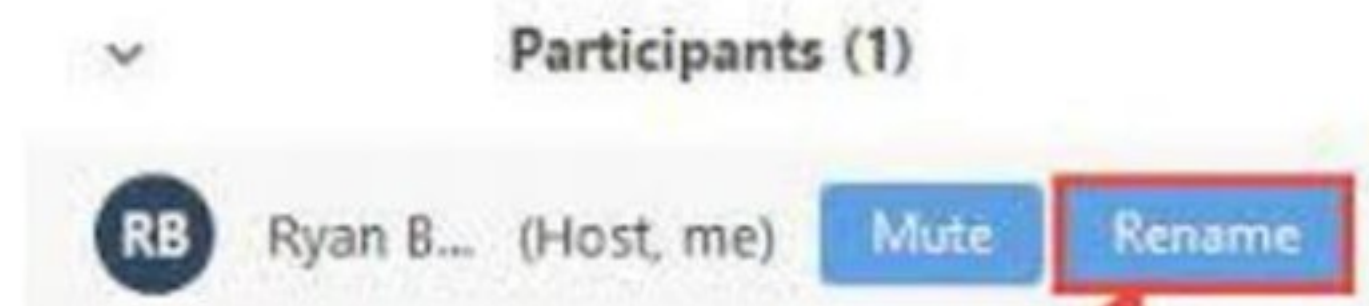 Participants (1)
RB Ryan B... (Host, me) Mute Rename